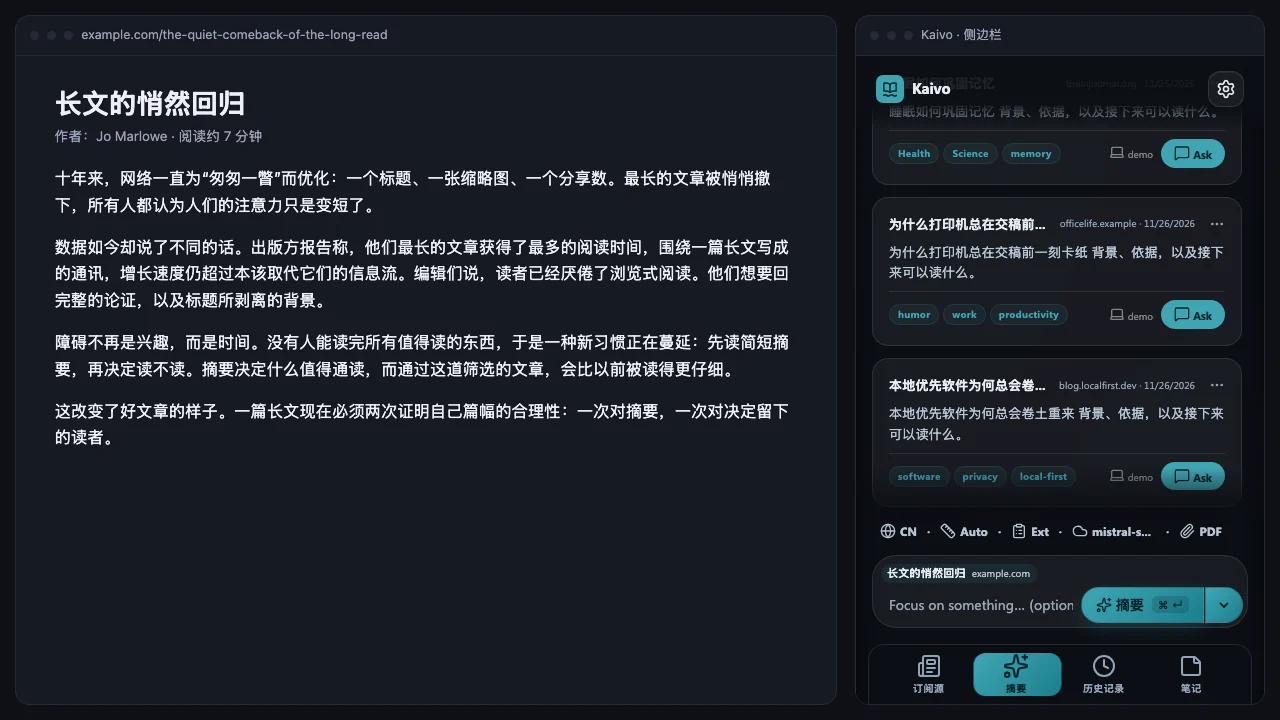 example.com/the-quiet-comeback-of-the-long-read
长文的悄然回归
作者：Jo Marlowe · 阅读约 7 分钟
十年来，网络一直为“匆匆一瞥”而优化：一个标题、一张缩略图、一个分享数。最长的文章被悄悄撤
下，所有人都认为人们的注意力只是变短了。
数据如今却说了不同的话。出版方报告称，他们最长的文章获得了最多的阅读时间，围绕一篇长文写成
的通讯，增长速度仍超过本该取代它们的信息流。编辑们说，读者已经厌倦了浏览式阅读。他们想要回
完整的论证，以及标题所剥离的背景。
障碍不再是兴趣，而是时间。没有人能读完所有值得读的东西，于是一种新习惯正在蔓延：先读简短摘
要，再决定读不读。摘要决定什么值得通读，而通过这道筛选的文章，会比以前被读得更仔细。
这改变了好文章的样子。一篇长文现在必须两次证明自己篇幅的合理性：一次对摘要，一次对决定留下
的读者。
Kaivo · 侧边栏
Kaivo
睡眠如何巩固记忆 背景、依据，以及接下来可以读什么。
Health Science memory demo Ask
为什么打印机总在交稿前... officelife.example · 11/26/2026
为什么打印机总在交稿前一刻卡纸 背景、依据，以及接下
来可以读什么。
humor work productivity demo Ask
本地优先软件为何总会卷... blog.localfirst.dev · 11/26/2026
本地优先软件为何总会卷土重来 背景、依据，以及接下来
可以读什么。
software privacy local-first demo Ask
CN · Auto · Ext · mistral-s... · PDF
长文的悄然回归 example.com
Focus on something... (option 摘要 ⌘ ↵
订阅源 摘要 历史记录 笔记